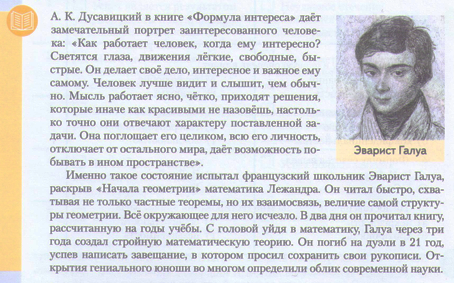 А. К. Дусавицкий в книге «Формула интереса» даёт
замечательный портрет заинтересованного челове-
ка: «Как работает человек, когда ему интересно?
Светятся глаза, движения лёгкие, свободные, бы-
стрые. Он делает своё дело, интересное и важное ему
самому. Человек лучше видит и слышит, чем обыч-
но. Мысль работает ясно, чётко, приходят решения,
которые иначе как красивыми не назовёшь, настоль-
ко точно они отвечают характеру поставленной за-
дачи. Она поглощает его целиком, всю его личность,
отключает от остального мира, даёт возможность по-
бывать в ином пространстве».
Эварист Галуа
Именно такое состояние испытал французский школьник Эварист Галуа,
раскрыв «Начала геометрии» математика Лежандра. Он читал быстро, схва-
тывая не только частные теоремы, но их взаимосвязь, величие самой структу-
ры геометрии. Всё окружающее для него исчезло. В два дня он прочитал книгу,
рассчитанную на годы учёбы. С головой уйдя в математику, Галуа через три
года создал стройную математическую теорию. Он погиб на дуэли в 21 год,
успев написать завещание, в котором просил сохранить свои рукописи. От-
крытия гениального юноши во многом определили облик современной науки.